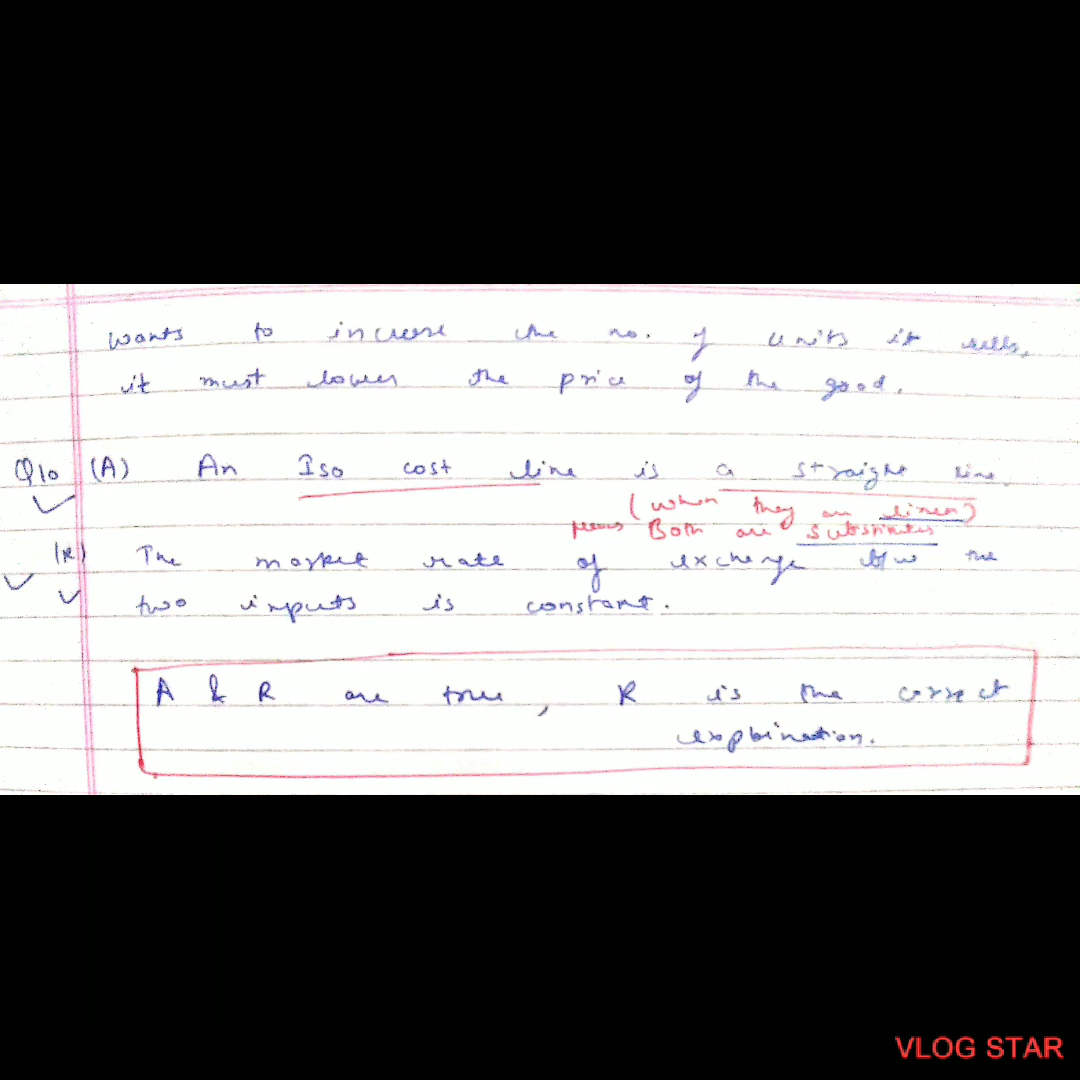 wants to increase the no. of units it sells,
it must lower the price of the good.
Q10 (A) An Iso cost line is a straight line.
(when they are linear)
means Both are substitutes
(R) The market rate of exchange b/w the
two inputs is constant.
A & R are true, R is the correct
explaination.
VLOG STAR